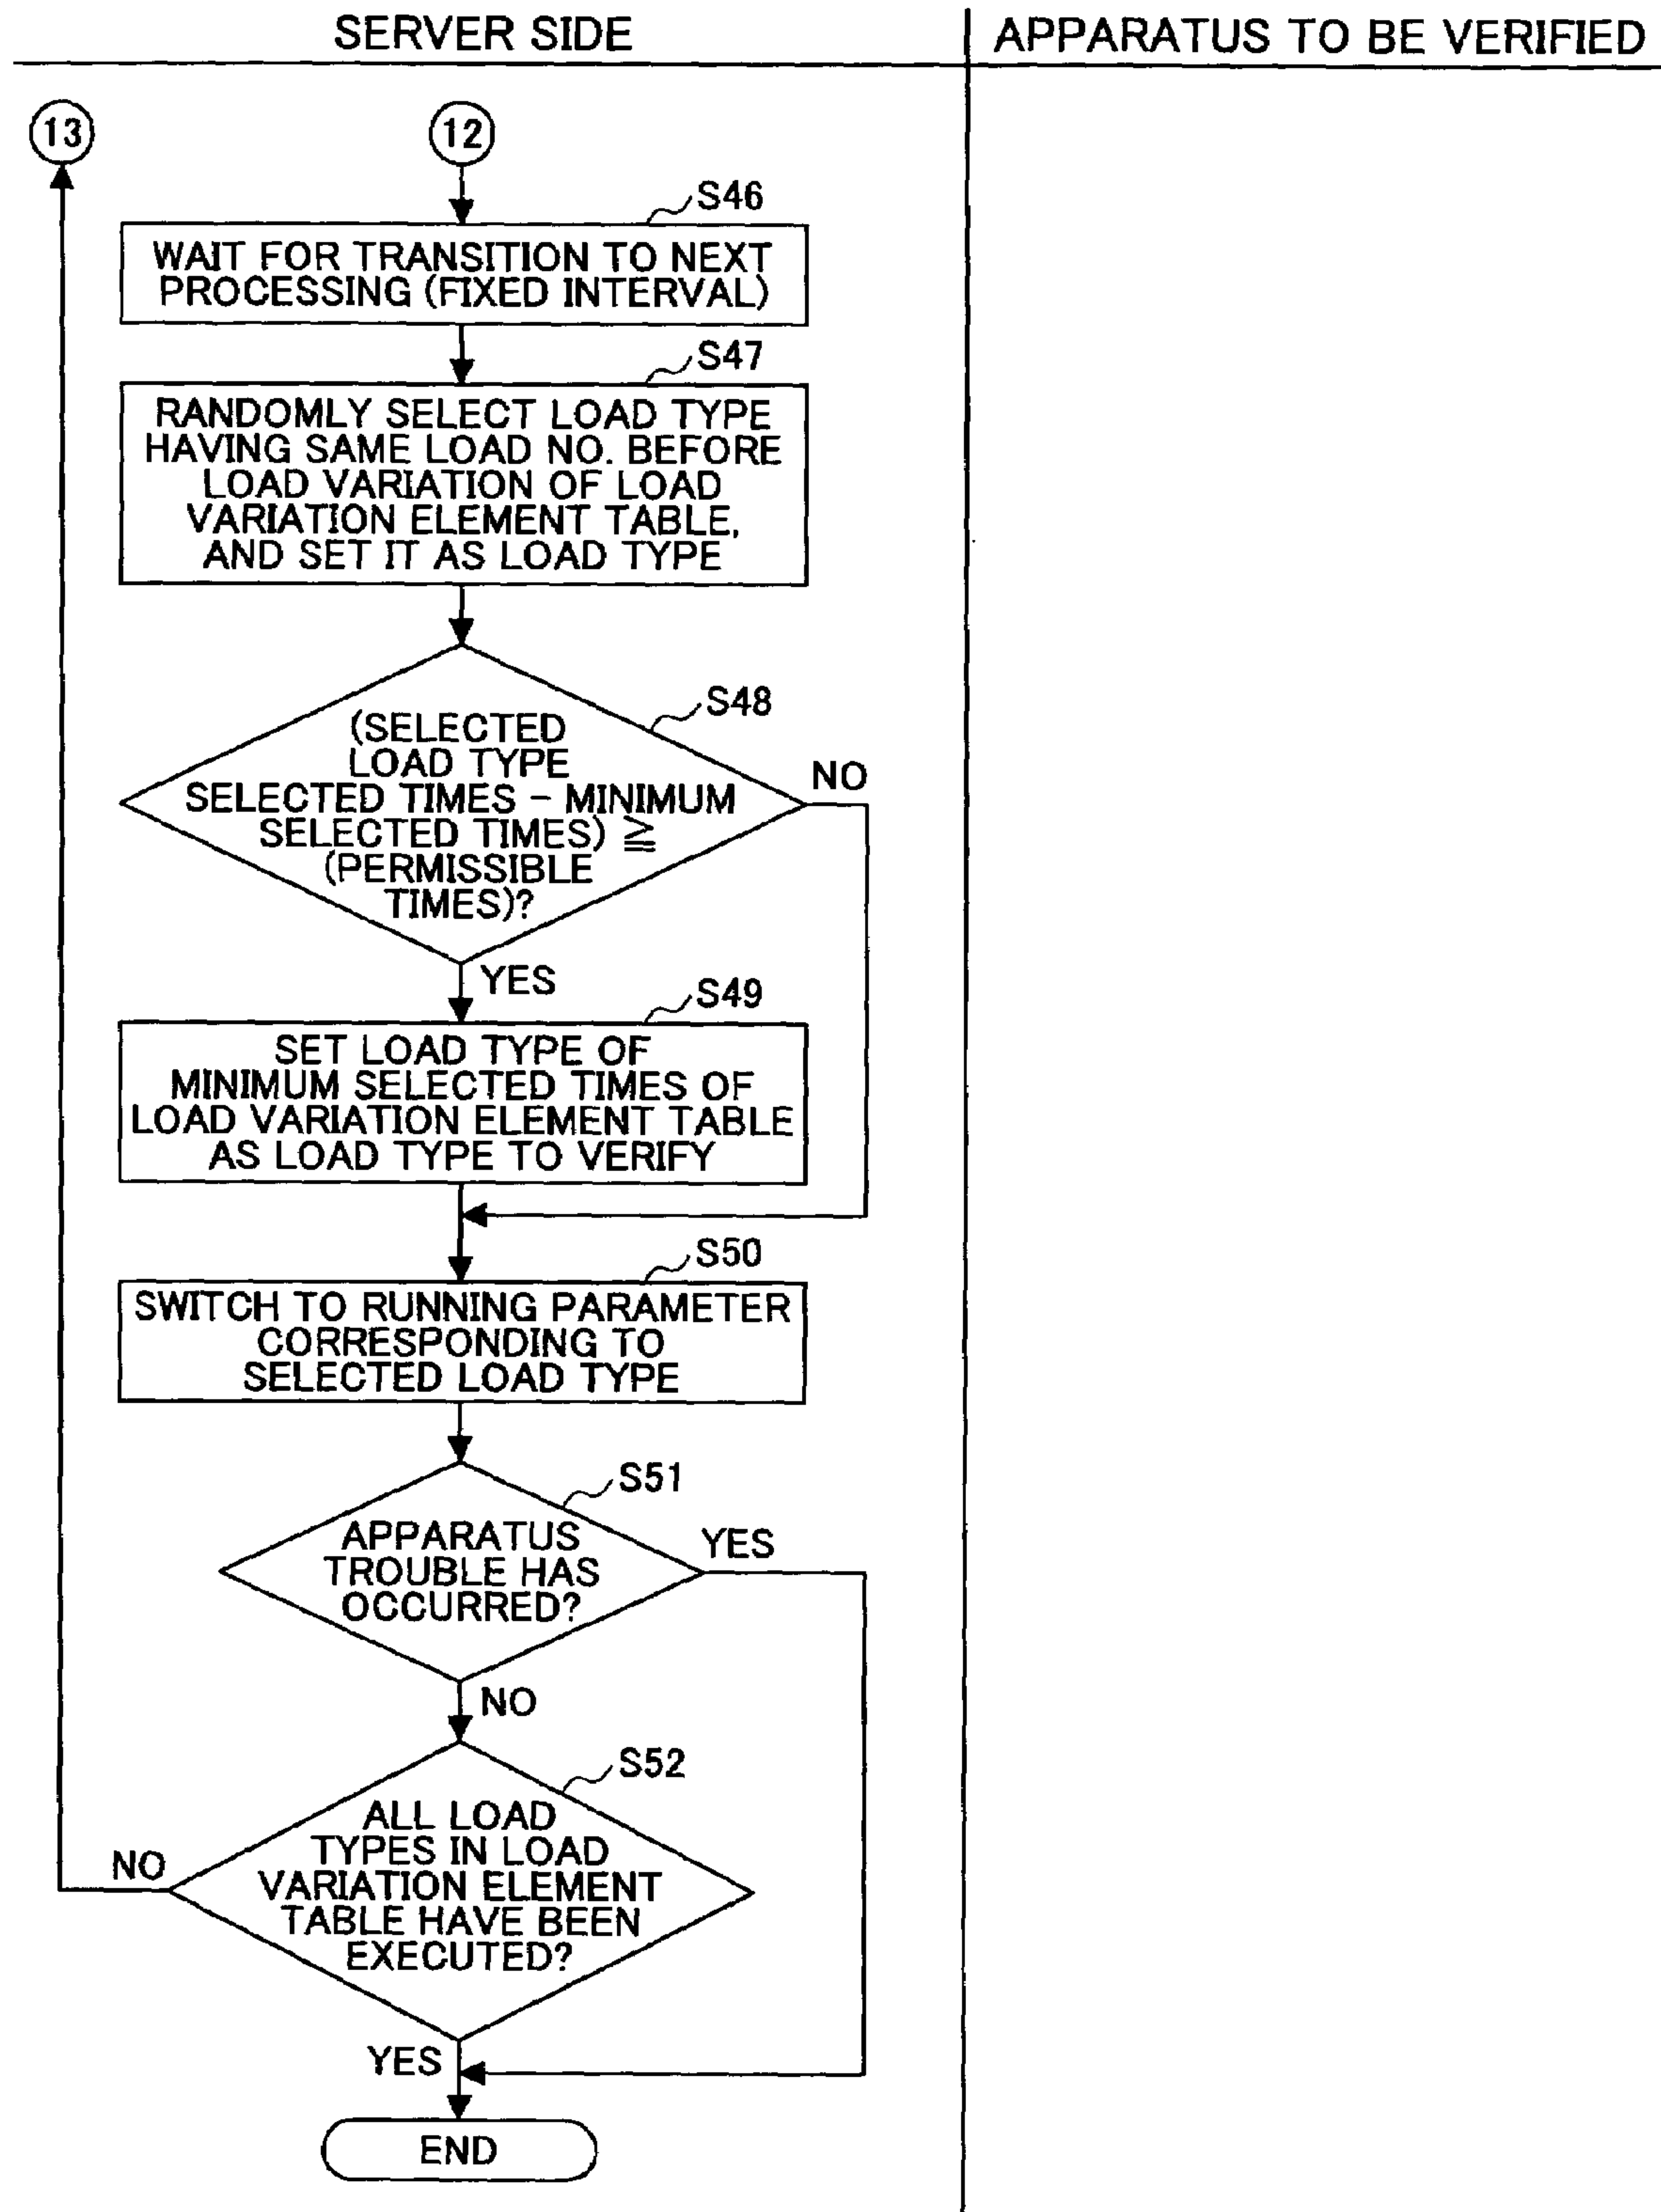 SERVER SIDE
APPARATUS TO BE VERIFIED
13
12
S46
WAIT FOR TRANSITION TO NEXT
PROCESSING (FIXED INTERVAL)
S47
RANDOMLY SELECT LOAD TYPE
HAVING SAME LOAD NO. BEFORE
LOAD VARIATION OF LOAD
VARIATION ELEMENT TABLE,
AND SET IT AS LOAD TYPE
S48
(SELECTED
LOAD TYPE
SELECTED TIMES – MINIMUM
SELECTED TIMES) ≧
(PERMISSIBLE
TIMES)?
NO
YES
S49
SET LOAD TYPE OF
MINIMUM SELECTED TIMES OF
LOAD VARIATION ELEMENT TABLE
AS LOAD TYPE TO VERIFY
S50
SWITCH TO RUNNING PARAMETER
CORRESPONDING TO
SELECTED LOAD TYPE
S51
APPARATUS
TROUBLE HAS
OCCURRED?
YES
NO
S52
ALL LOAD
TYPES IN LOAD
VARIATION ELEMENT
TABLE HAVE BEEN
EXECUTED?
NO
YES
END